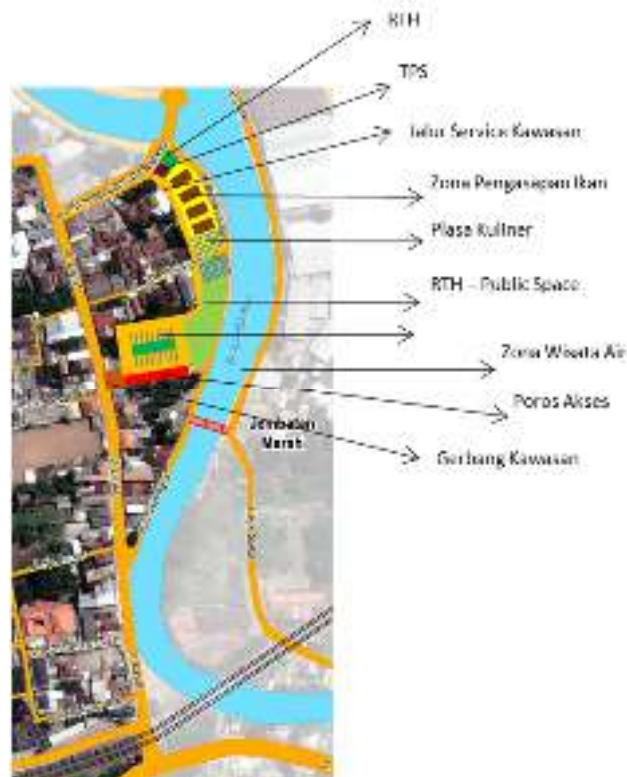 RTH
TPS
Jalur Service Kawasan
Zona Pengasapan Ikan
Plasa Kuliner
RTH – Public Space
Zona Wisata Air
Poros Akses
Jembatan
Merah
Gerbang Kawasan